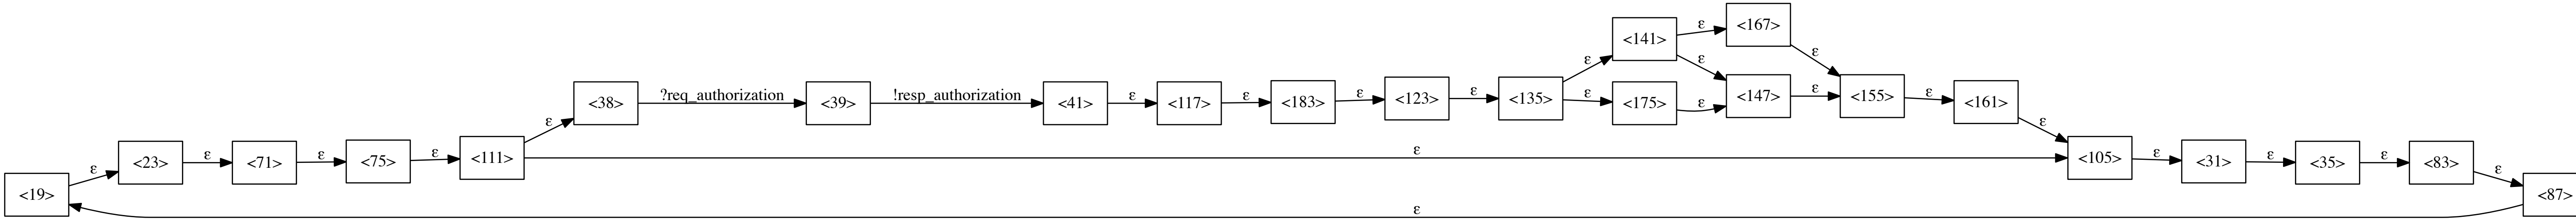 <19>
ε
<23>
ε
<71>
ε
<75>
ε
<111>
ε
<38>
?req_authorization
<39>
!resp_authorization
<41>
ε
<117>
ε
<183>
ε
<123>
ε
<135>
ε
<141>
ε
<167>
ε
ε
<175>
ε
ε
<147>
ε
<155>
ε
<161>
ε
ε
<105>
ε
<31>
ε
<35>
ε
<83>
ε
<87>
ε